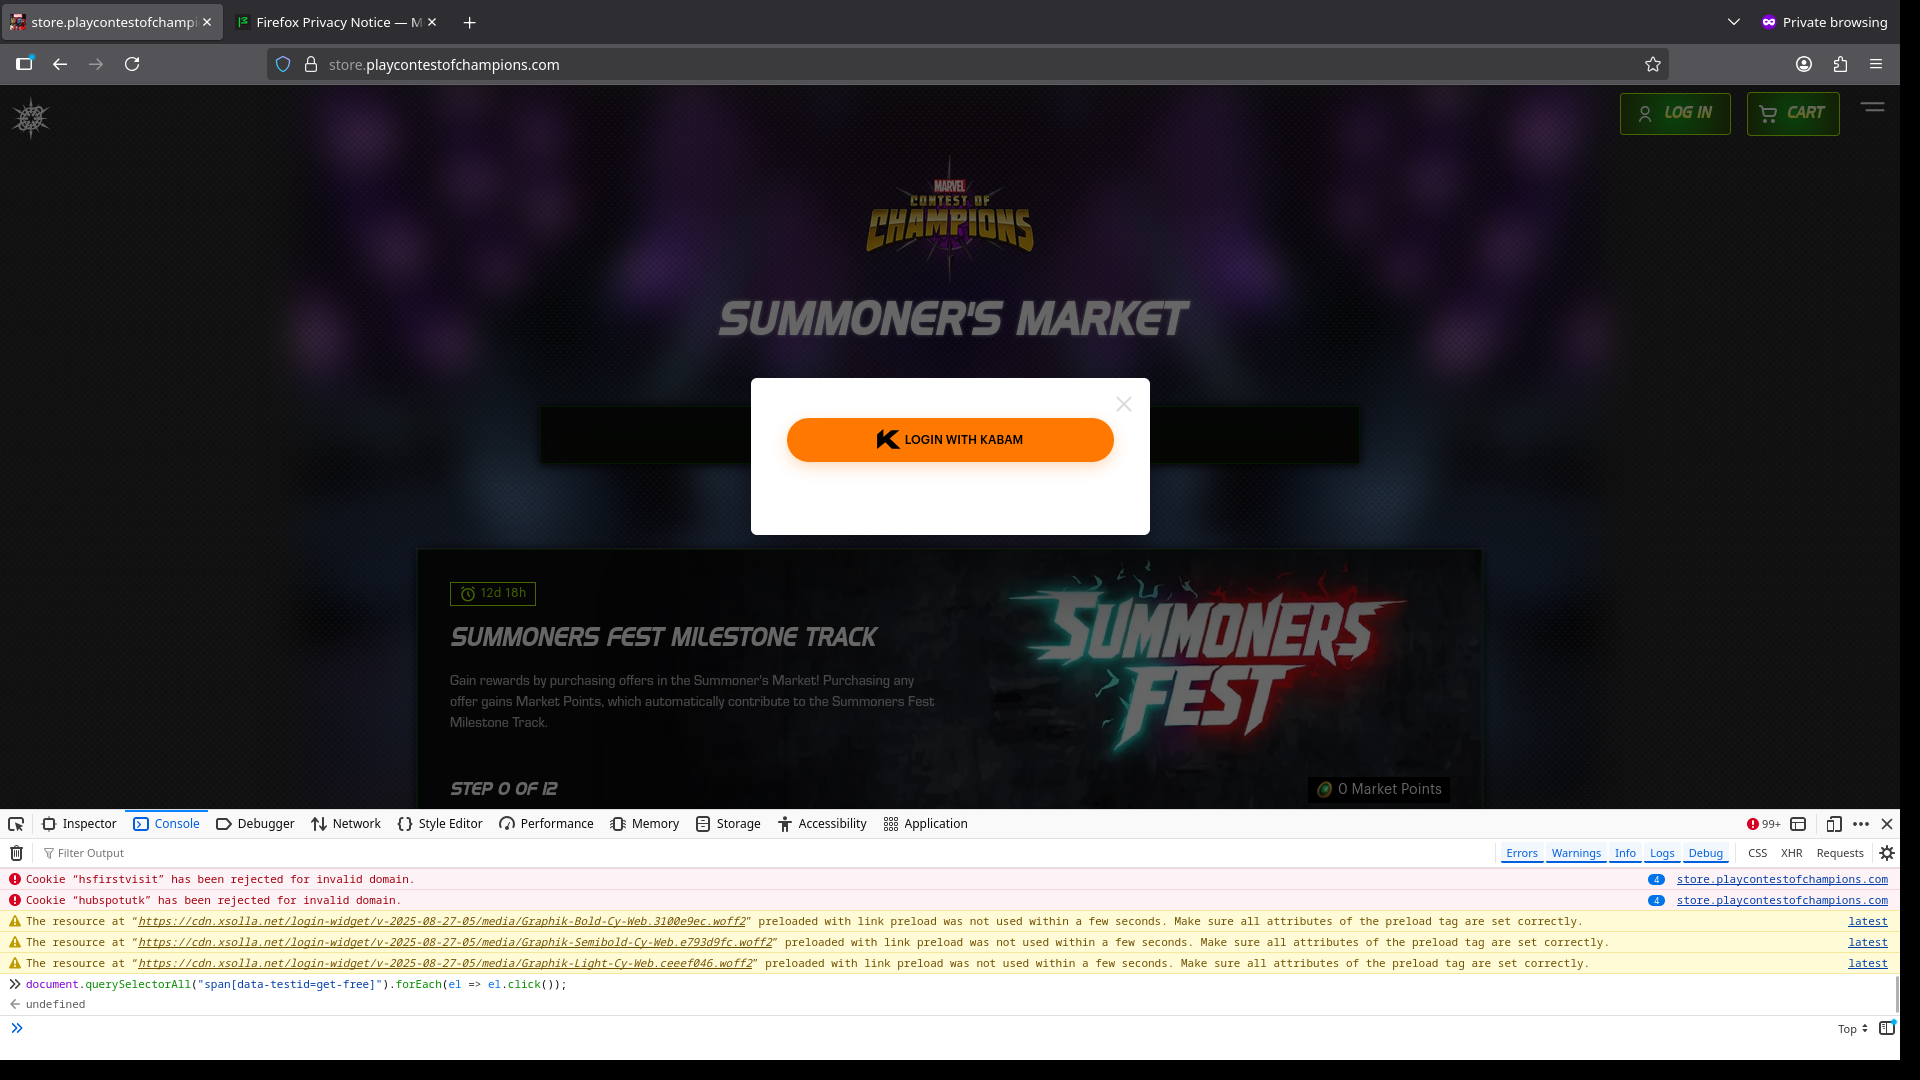 store.playcontestofchampi
Firefox Privacy Notice — M
Private browsing
store.playcontestofchampions.com
LOG IN
CART
MARVEL
CONTEST OF
CHAMPIONS
SUMMONER'S MARKET
LOGIN WITH KABAM
12d 18h
SUMMONERS FEST MILESTONE TRACK
Gain rewards by purchasing offers in the Summoner's Market! Purchasing any
offer gains Market Points, which automatically contribute to the Summoners Fest
Milestone Track.
SUMMONERS
FEST
STEP 0 OF 12
0 Market Points
Inspector Console Debugger Network Style Editor Performance Memory Storage Accessibility Application 99+
Filter Output Errors Warnings Info Logs Debug CSS XHR Requests
Cookie “hsfirstvisit” has been rejected for invalid domain. 4 store.playcontestofchampions.com
Cookie “hubspotutk” has been rejected for invalid domain. 4 store.playcontestofchampions.com
The resource at “https://cdn.xsolla.net/login-widget/v-2025-08-27-05/media/Graphik-Bold-Cy-Web.3100e9ec.woff2” preloaded with link preload was not used within a few seconds. Make sure all attributes of the preload tag are set correctly. latest
The resource at “https://cdn.xsolla.net/login-widget/v-2025-08-27-05/media/Graphik-Semibold-Cy-Web.e793d9fc.woff2” preloaded with link preload was not used within a few seconds. Make sure all attributes of the preload tag are set correctly. latest
The resource at “https://cdn.xsolla.net/login-widget/v-2025-08-27-05/media/Graphik-Light-Cy-Web.ceeef046.woff2” preloaded with link preload was not used within a few seconds. Make sure all attributes of the preload tag are set correctly. latest
document.querySelectorAll("span[data-testid=get-free]").forEach(el => el.click());
undefined
Top